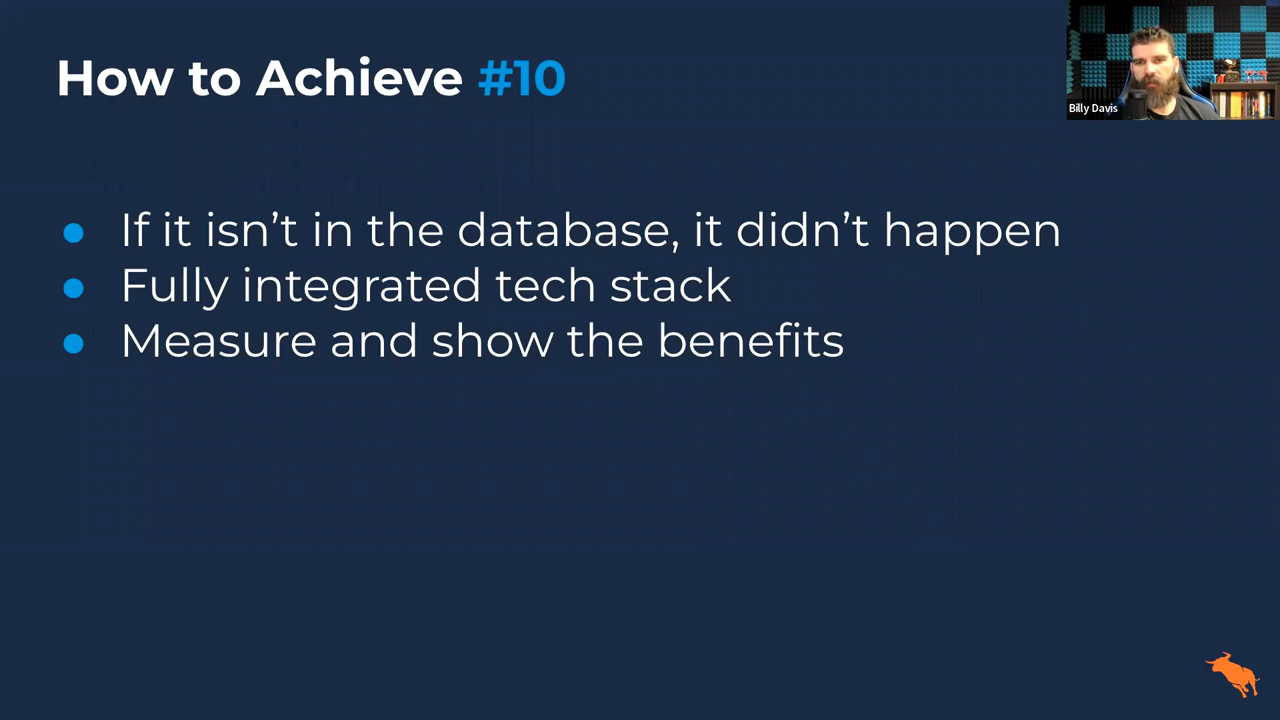 How to Achieve #10
Billy Davis
● If it isn’t in the database, it didn’t happen
● Fully integrated tech stack
● Measure and show the benefits